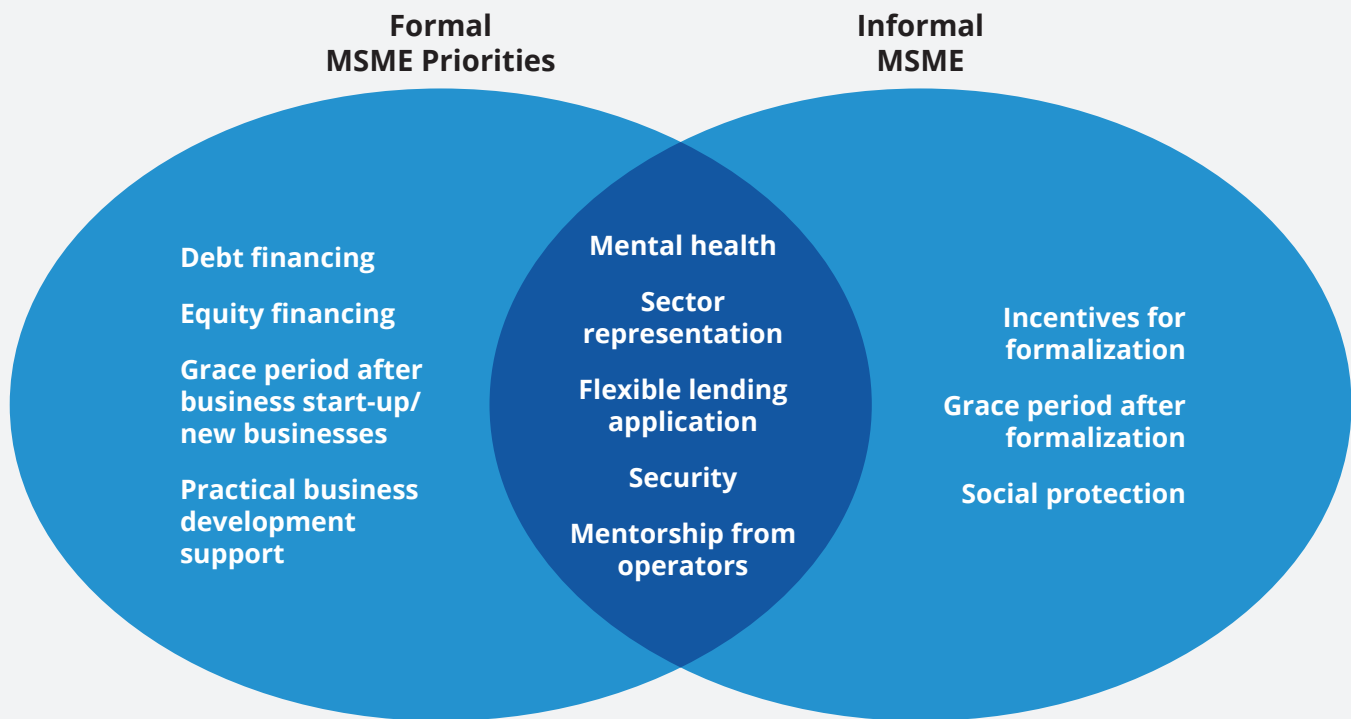 Formal
MSME Priorities
Informal
MSME
Debt financing
Equity financing
Grace period after
business start-up/
new businesses
Practical business
development
support
Mental health
Sector
representation
Flexible lending
application
Security
Mentorship from
operators
Incentives for
formalization
Grace period after
formalization
Social protection